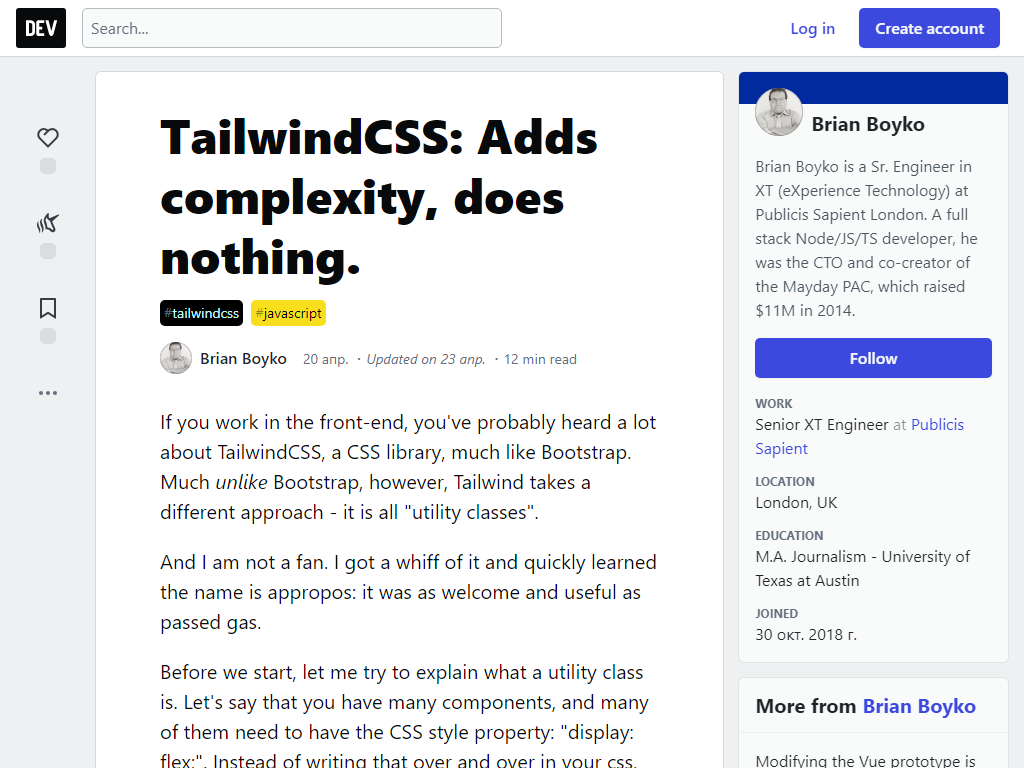 DEV
Search...
Log in
Create account
TailwindCSS: Adds
complexity, does
nothing.
#tailwindcss #javascript
Brian Boyko 20 апр. · Updated on 23 апр. · 12 min read
If you work in the front-end, you've probably heard a lot
about TailwindCSS, a CSS library, much like Bootstrap.
Much unlike Bootstrap, however, Tailwind takes a
different approach - it is all "utility classes".
And I am not a fan. I got a whiff of it and quickly learned
the name is appropos: it was as welcome and useful as
passed gas.
Before we start, let me try to explain what a utility class
is. Let's say that you have many components, and many
of them need to have the CSS style property: "display:
flex;". Instead of writing that over and over in your css,
Brian Boyko
Brian Boyko is a Sr. Engineer in
XT (eXperience Technology) at
Publicis Sapient London. A full
stack Node/JS/TS developer, he
was the CTO and co-creator of
the Mayday PAC, which raised
$11M in 2014.
Follow
WORK
Senior XT Engineer at Publicis
Sapient
LOCATION
London, UK
EDUCATION
M.A. Journalism - University of
Texas at Austin
JOINED
30 окт. 2018 г.
More from Brian Boyko
Modifying the Vue prototype is